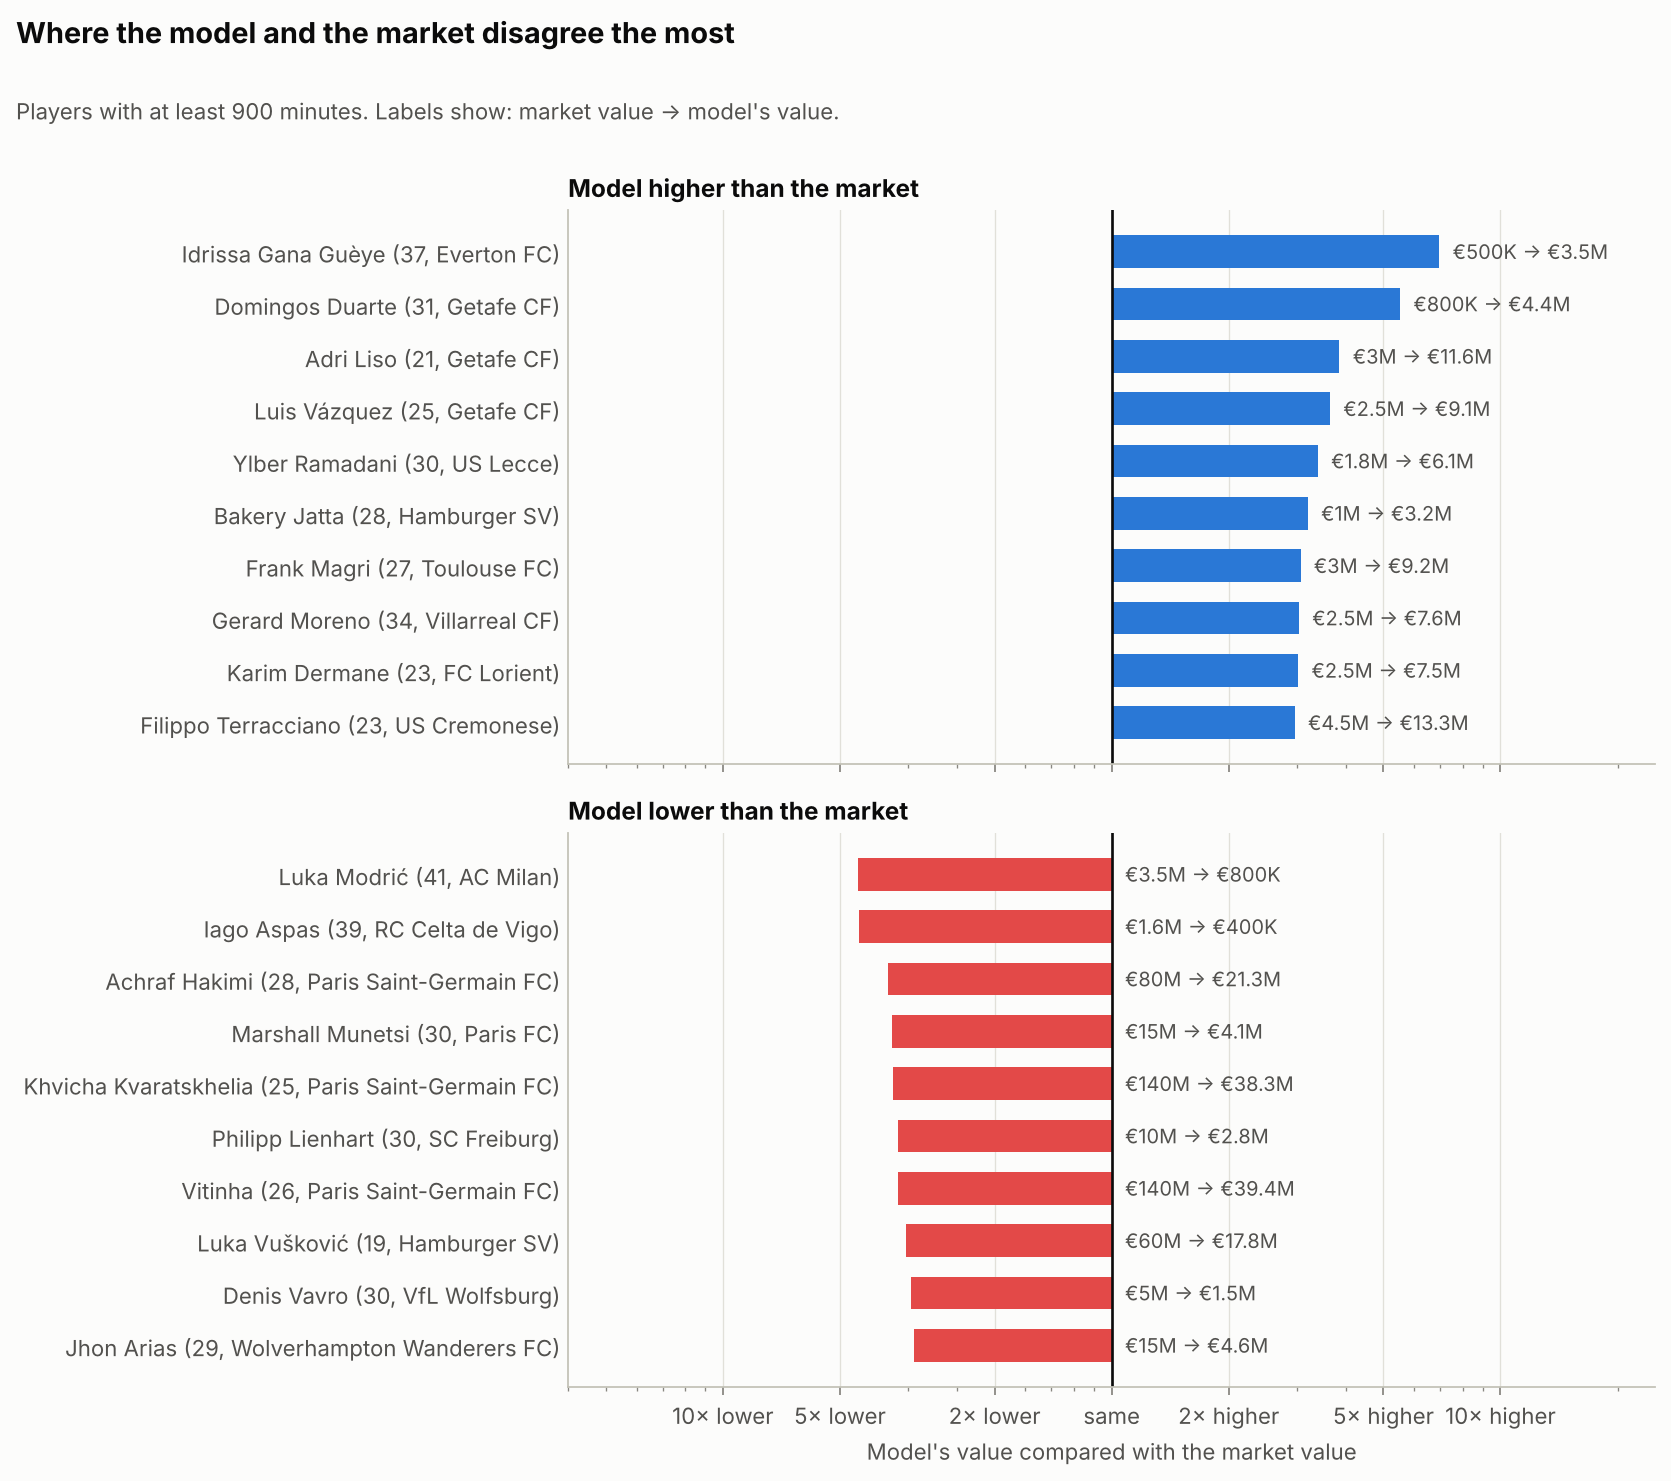 Where the model and the market disagree the most
Players with at least 900 minutes. Labels show: market value → model's value.
Model higher than the market
Idrissa Gana Guèye (37, Everton FC) €500K → €3.5M
Domingos Duarte (31, Getafe CF) €800K → €4.4M
Adri Liso (21, Getafe CF) €3M → €11.6M
Luis Vázquez (25, Getafe CF) €2.5M → €9.1M
Ylber Ramadani (30, US Lecce) €1.8M → €6.1M
Bakery Jatta (28, Hamburger SV) €1M → €3.2M
Frank Magri (27, Toulouse FC) €3M → €9.2M
Gerard Moreno (34, Villarreal CF) €2.5M → €7.6M
Karim Dermane (23, FC Lorient) €2.5M → €7.5M
Filippo Terracciano (23, US Cremonese) €4.5M → €13.3M
Model lower than the market
Luka Modrić (41, AC Milan) €3.5M → €800K
Iago Aspas (39, RC Celta de Vigo) €1.6M → €400K
Achraf Hakimi (28, Paris Saint-Germain FC) €80M → €21.3M
Marshall Munetsi (30, Paris FC) €15M → €4.1M
Khvicha Kvaratskhelia (25, Paris Saint-Germain FC) €140M → €38.3M
Philipp Lienhart (30, SC Freiburg) €10M → €2.8M
Vitinha (26, Paris Saint-Germain FC) €140M → €39.4M
Luka Vušković (19, Hamburger SV) €60M → €17.8M
Denis Vavro (30, VfL Wolfsburg) €5M → €1.5M
Jhon Arias (29, Wolverhampton Wanderers FC) €15M → €4.6M
10× lower 5× lower 2× lower same 2× higher 5× higher 10× higher
Model's value compared with the market value